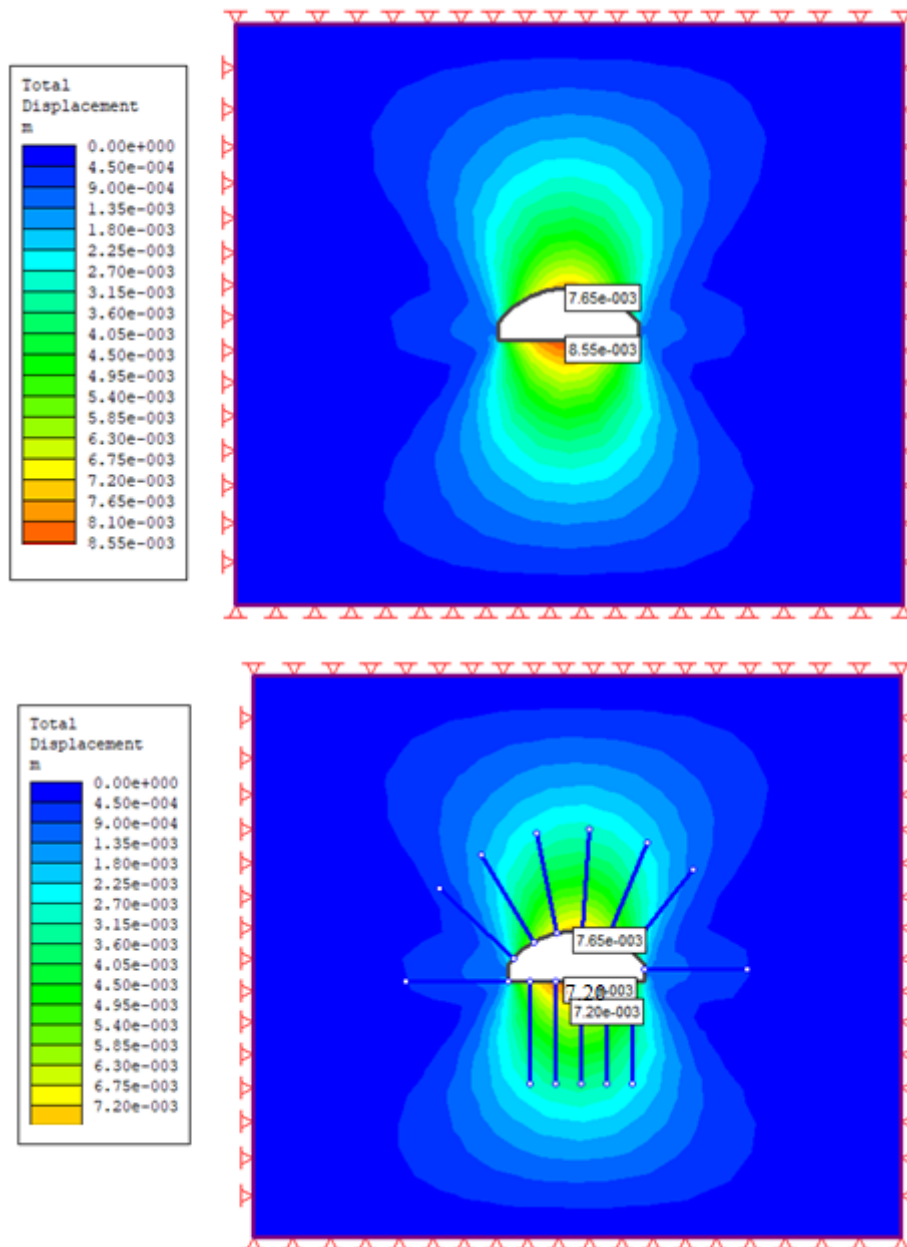 Total
Displacement
m
0.00e+000
4.50e-004
9.00e-004
1.35e-003
1.80e-003
2.25e-003
2.70e-003
3.15e-003
3.60e-003
4.05e-003
4.50e-003
4.95e-003
5.40e-003
5.85e-003
6.30e-003
6.75e-003
7.20e-003
7.65e-003
8.10e-003
8.55e-003
7.65e-003
8.55e-003
Total
Displacement
m
0.00e+000
4.50e-004
9.00e-004
1.35e-003
1.80e-003
2.25e-003
2.70e-003
3.15e-003
3.60e-003
4.05e-003
4.50e-003
4.95e-003
5.40e-003
5.85e-003
6.30e-003
6.75e-003
7.20e-003
7.65e-003
7.20 -003
7.20e-003